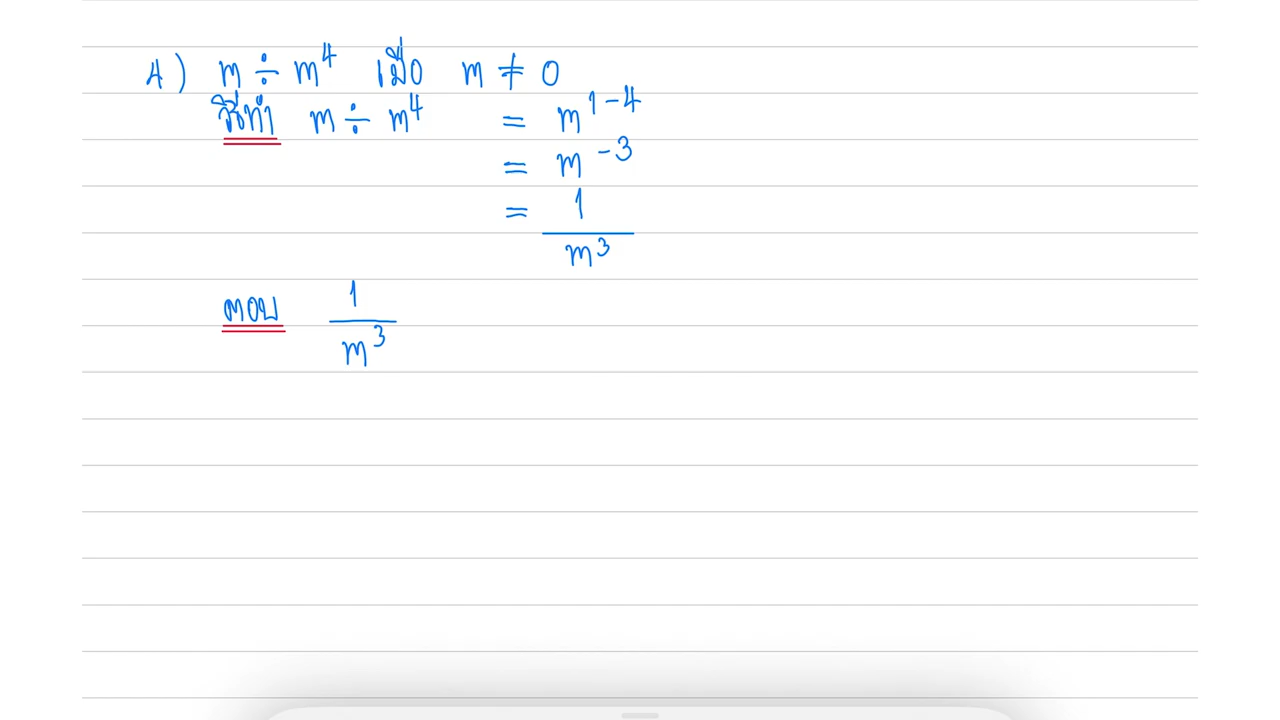 4) m ÷ m⁴ เมื่อ m ≠ 0
วิธีทำ m ÷ m⁴ = m¹⁻⁴
= m⁻³
= 1/m³
ตอบ 1/m³